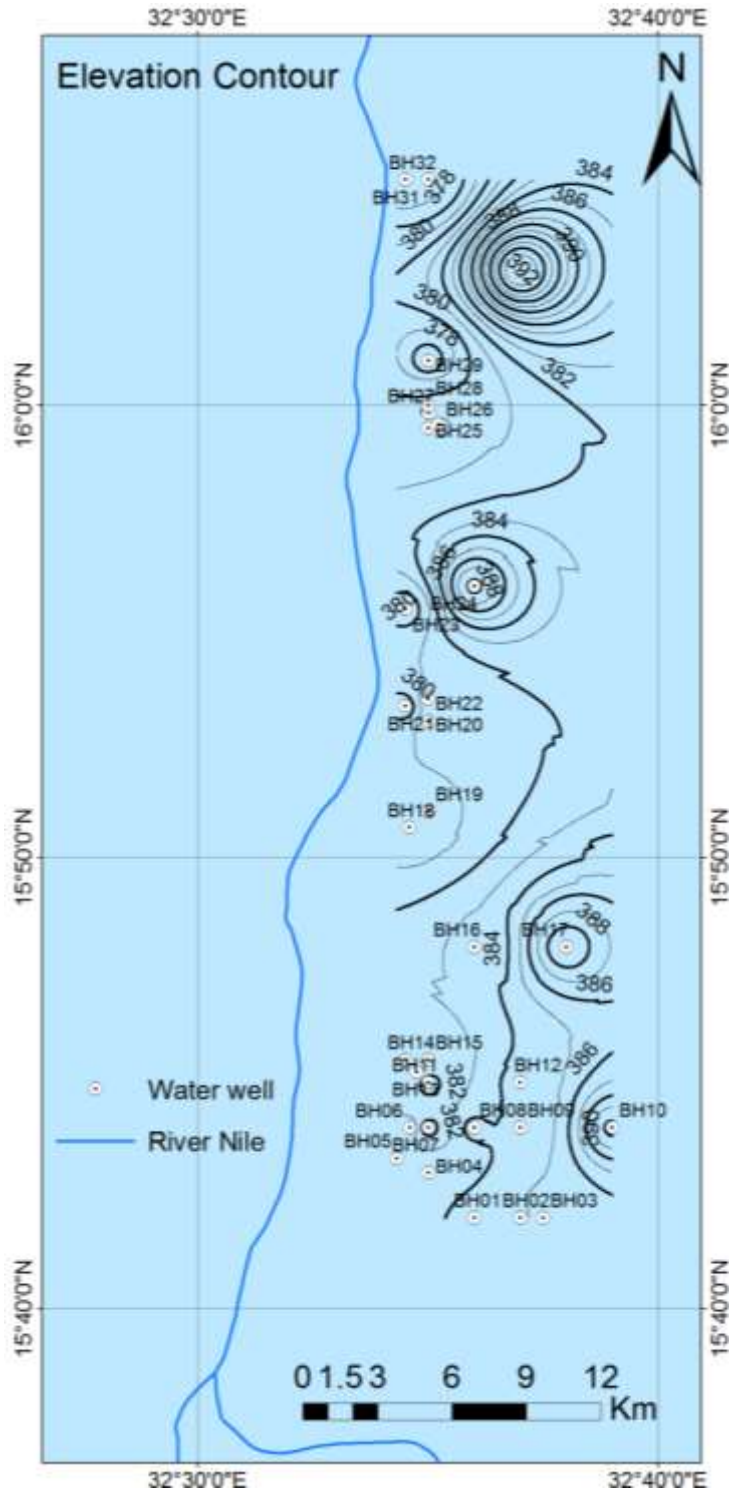 32°30'0"E 32°40'0"E
Elevation Contour
N
BH32
378
BH31
384
386
388
380
390
392
380
378
382
BH29
BH28
BH27
BH26
BH25
16°0'0"N 16°0'0"N
384
386
388
380
BH24
BH23
380
BH22
BH21 BH20
BH19
BH18
15°50'0"N 15°50'0"N
388
BH16 384 BH17
386
BH14 BH15
BH11
386
BH12
382
Water well
BH06 382 BH08 BH09 BH10
390
River Nile
BH05 BH07
BH04
BH01 BH02 BH03
15°40'0"N 15°40'0"N
0 1.5 3 6 9 12
Km
32°30'0"E 32°40'0"E